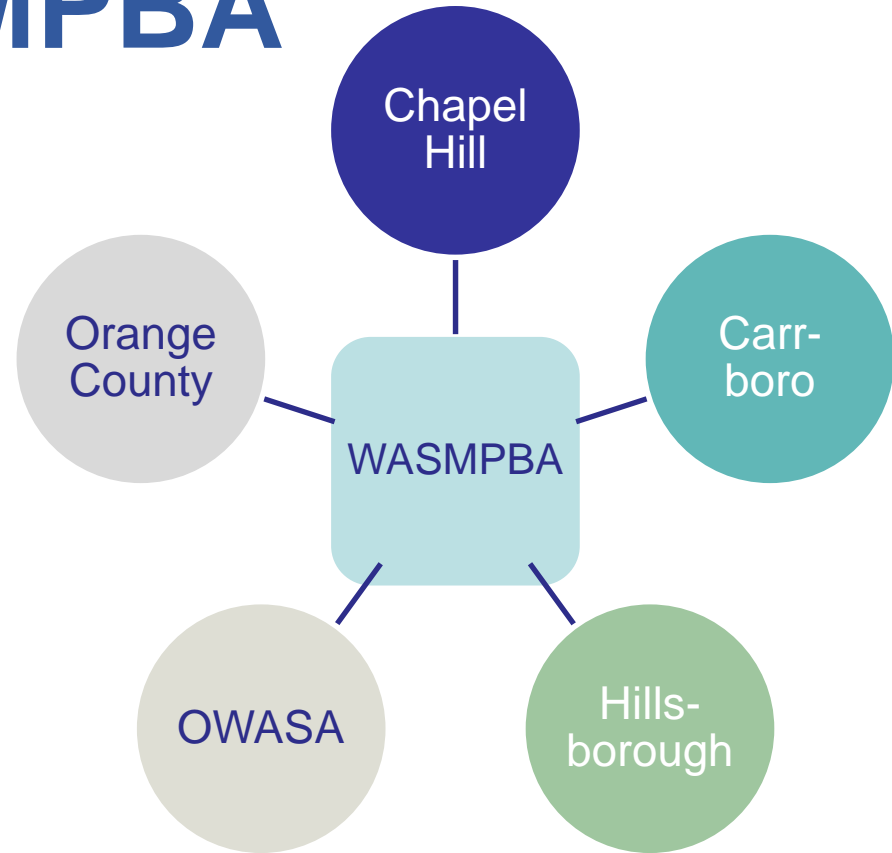 MPBA
Chapel
Hill
Orange
County
Carr-
boro
WASMPBA
OWASA
Hills-
borough